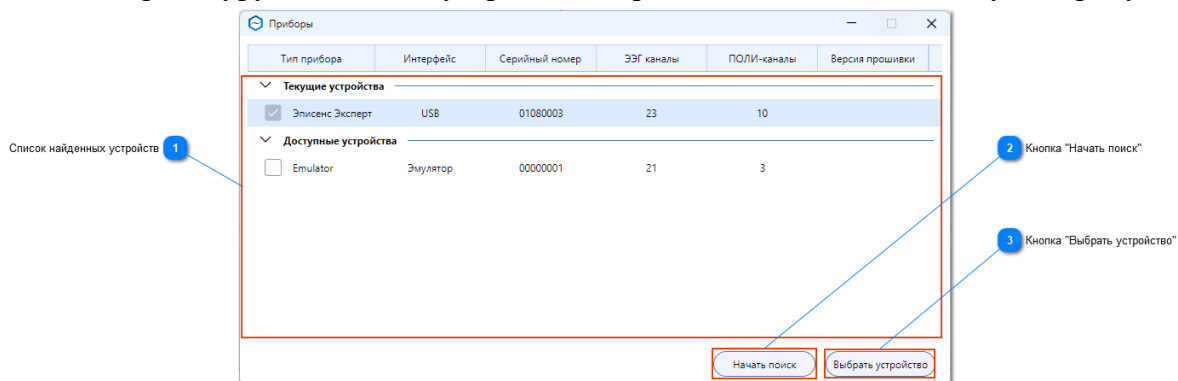 Приборы
Тип прибора Интерфейс Серийный номер ЭЭГ каналы ПОЛИ-каналы Версия прошивки
Текущие устройства
Эписенс Эксперт USB 01080003 23 10
Доступные устройства
Emulator Эмулятор 00000001 21 3
Список найденных устройств 1
2 Кнопка "Начать поиск"
3 Кнопка "Выбрать устройство"
Начать поиск Выбрать устройство